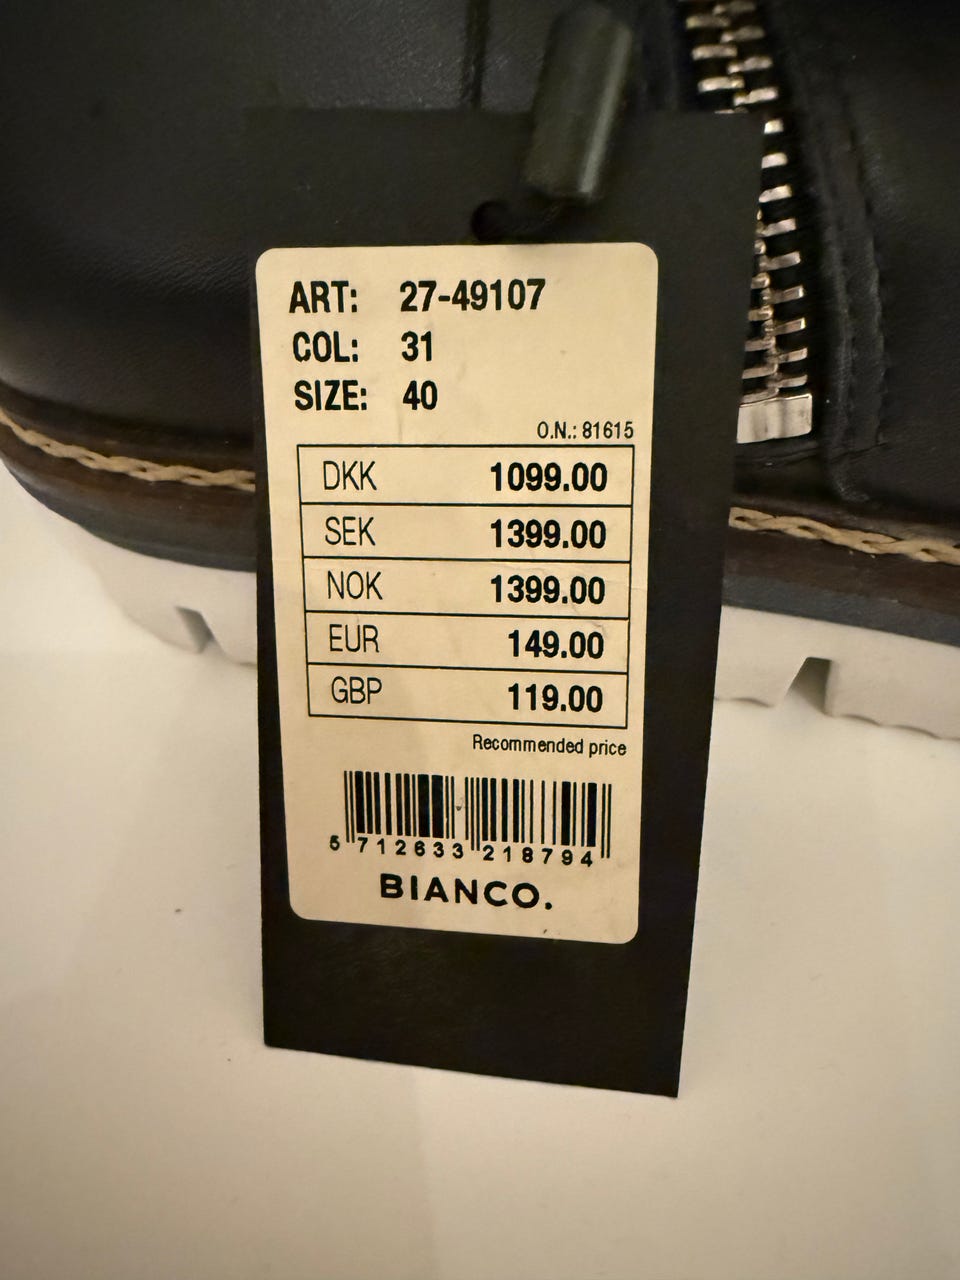 ART: 27-49107
COL: 31
SIZE: 40
O.N.: 81615
DKK 1099.00
SEK 1399.00
NOK 1399.00
EUR 149.00
GBP 119.00
Recommended price
5 712633 218794
BIANCO.